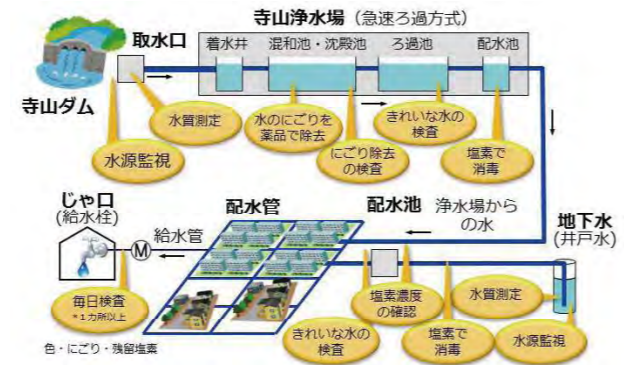 寺山浄水場（急速ろ過方式）
取水口
着水井
混和池・沈殿池
ろ過池
配水池
寺山ダム
水質測定
水源監視
水のにごりを
薬品で除去
にごり除去
の検査
きれいな水の
検査
塩素で
消毒
じゃ口
(給水栓)
給水管
M
配水管
配水池
浄水場から
の水
地下水
(井戸水)
毎日検査
＊１カ所以上
色・にごり・残留塩素
きれいな水の
検査
塩素濃度
の確認
塩素で
消毒
水質測定
水源監視